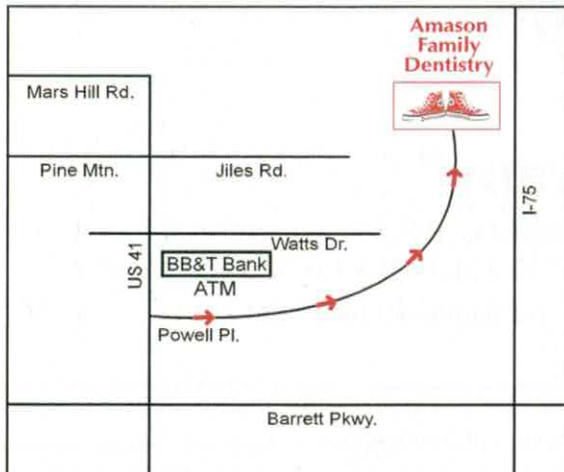 Amason
Family
Dentistry
Mars Hill Rd.
Pine Mtn.
Jiles Rd.
I-75
US 41
Watts Dr.
BB&T Bank
ATM
Powell Pl.
Barrett Pkwy.